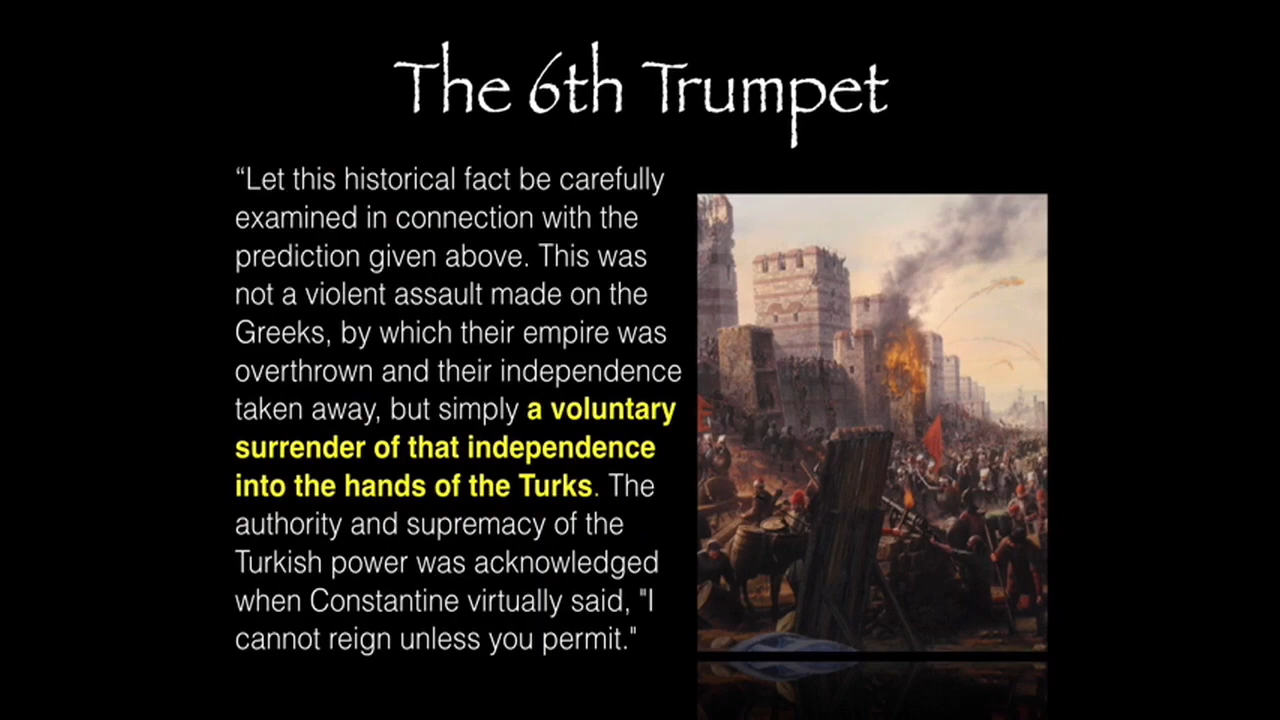 The 6th Trumpet
“Let this historical fact be carefully
examined in connection with the
prediction given above. This was
not a violent assault made on the
Greeks, by which their empire was
overthrown and their independence
taken away, but simply a voluntary
surrender of that independence
into the hands of the Turks. The
authority and supremacy of the
Turkish power was acknowledged
when Constantine virtually said, "I
cannot reign unless you permit."